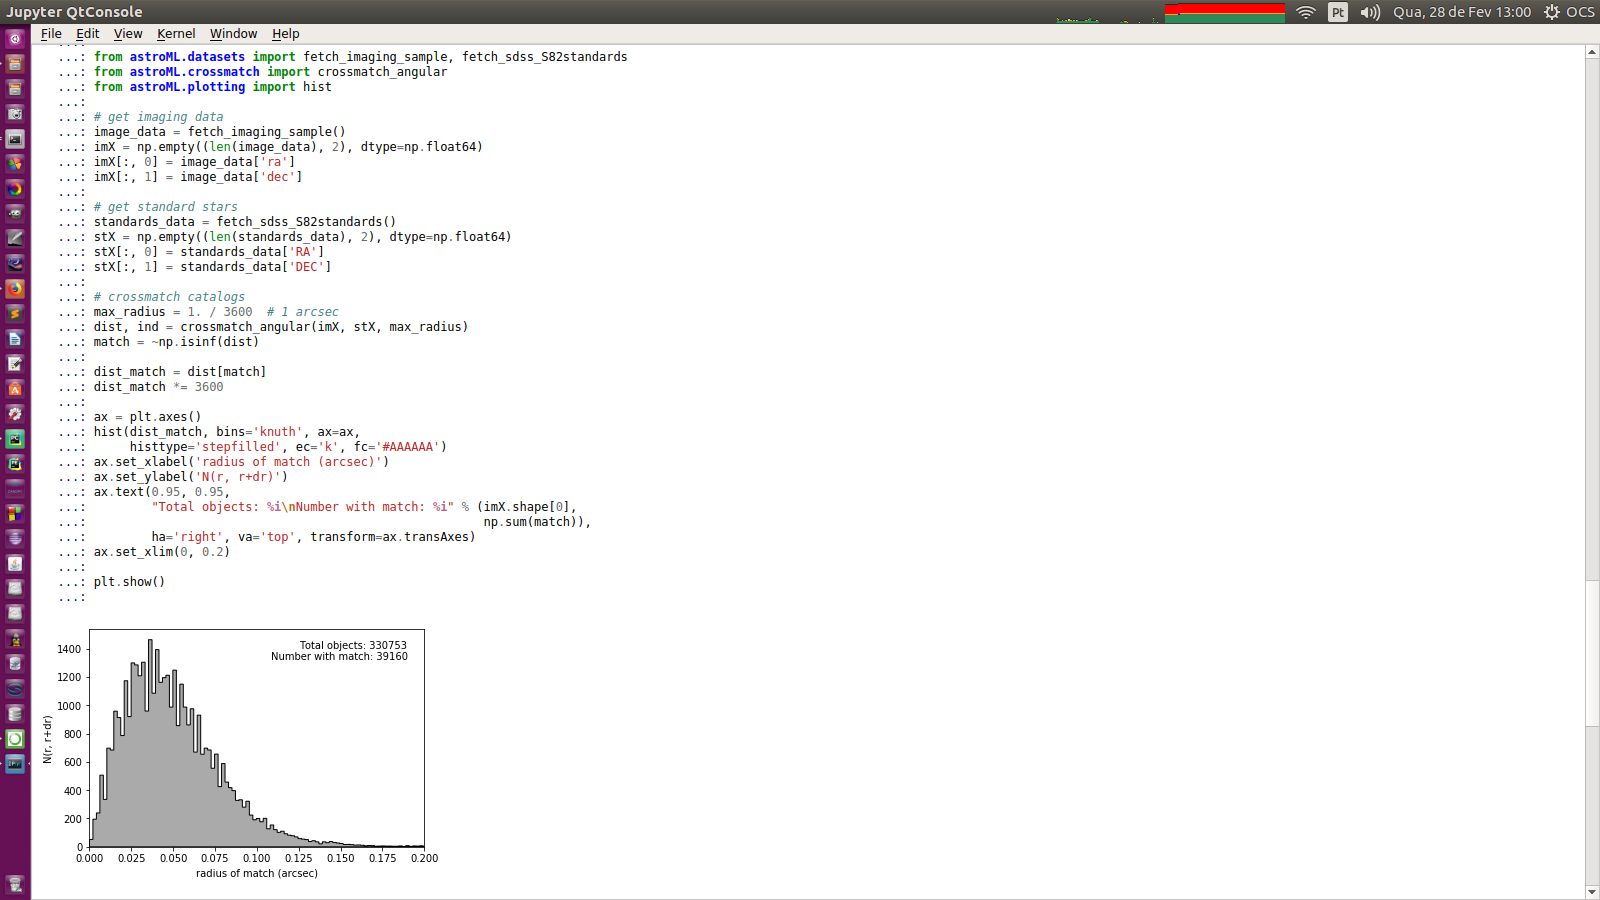 Jupyter QtConsole
Pt
Qua, 28 de Fev 13:00
OCS
File Edit View Kernel Window Help
...: from astroML.datasets import fetch_imaging_sample, fetch_sdss_S82standards
...: from astroML.crossmatch import crossmatch_angular
...: from astroML.plotting import hist
...:
...: # get imaging data
...: image_data = fetch_imaging_sample()
...: imX = np.empty((len(image_data), 2), dtype=np.float64)
...: imX[:, 0] = image_data['ra']
...: imX[:, 1] = image_data['dec']
...:
...: # get standard stars
...: standards_data = fetch_sdss_S82standards()
...: stX = np.empty((len(standards_data), 2), dtype=np.float64)
...: stX[:, 0] = standards_data['RA']
...: stX[:, 1] = standards_data['DEC']
...:
...: # crossmatch catalogs
...: max_radius = 1. / 3600  # 1 arcsec
...: dist, ind = crossmatch_angular(imX, stX, max_radius)
...: match = ~np.isinf(dist)
...:
...: dist_match = dist[match]
...: dist_match *= 3600
...:
...: ax = plt.axes()
...: hist(dist_match, bins='knuth', ax=ax,
...:      histtype='stepfilled', ec='k', fc='#AAAAAA')
...: ax.set_xlabel('radius of match (arcsec)')
...: ax.set_ylabel('N(r, r+dr)')
...: ax.text(0.95, 0.95,
...:         "Total objects: %i\nNumber with match: %i" % (imX.shape[0],
...:                                                       np.sum(match)),
...:         ha='right', va='top', transform=ax.transAxes)
...: ax.set_xlim(0, 0.2)
...:
...: plt.show()
...:
Total objects: 330753
Number with match: 39160
1400
1200
1000
800
600
400
200
0
N(r, r+dr)
0.000 0.025 0.050 0.075 0.100 0.125 0.150 0.175 0.200
radius of match (arcsec)